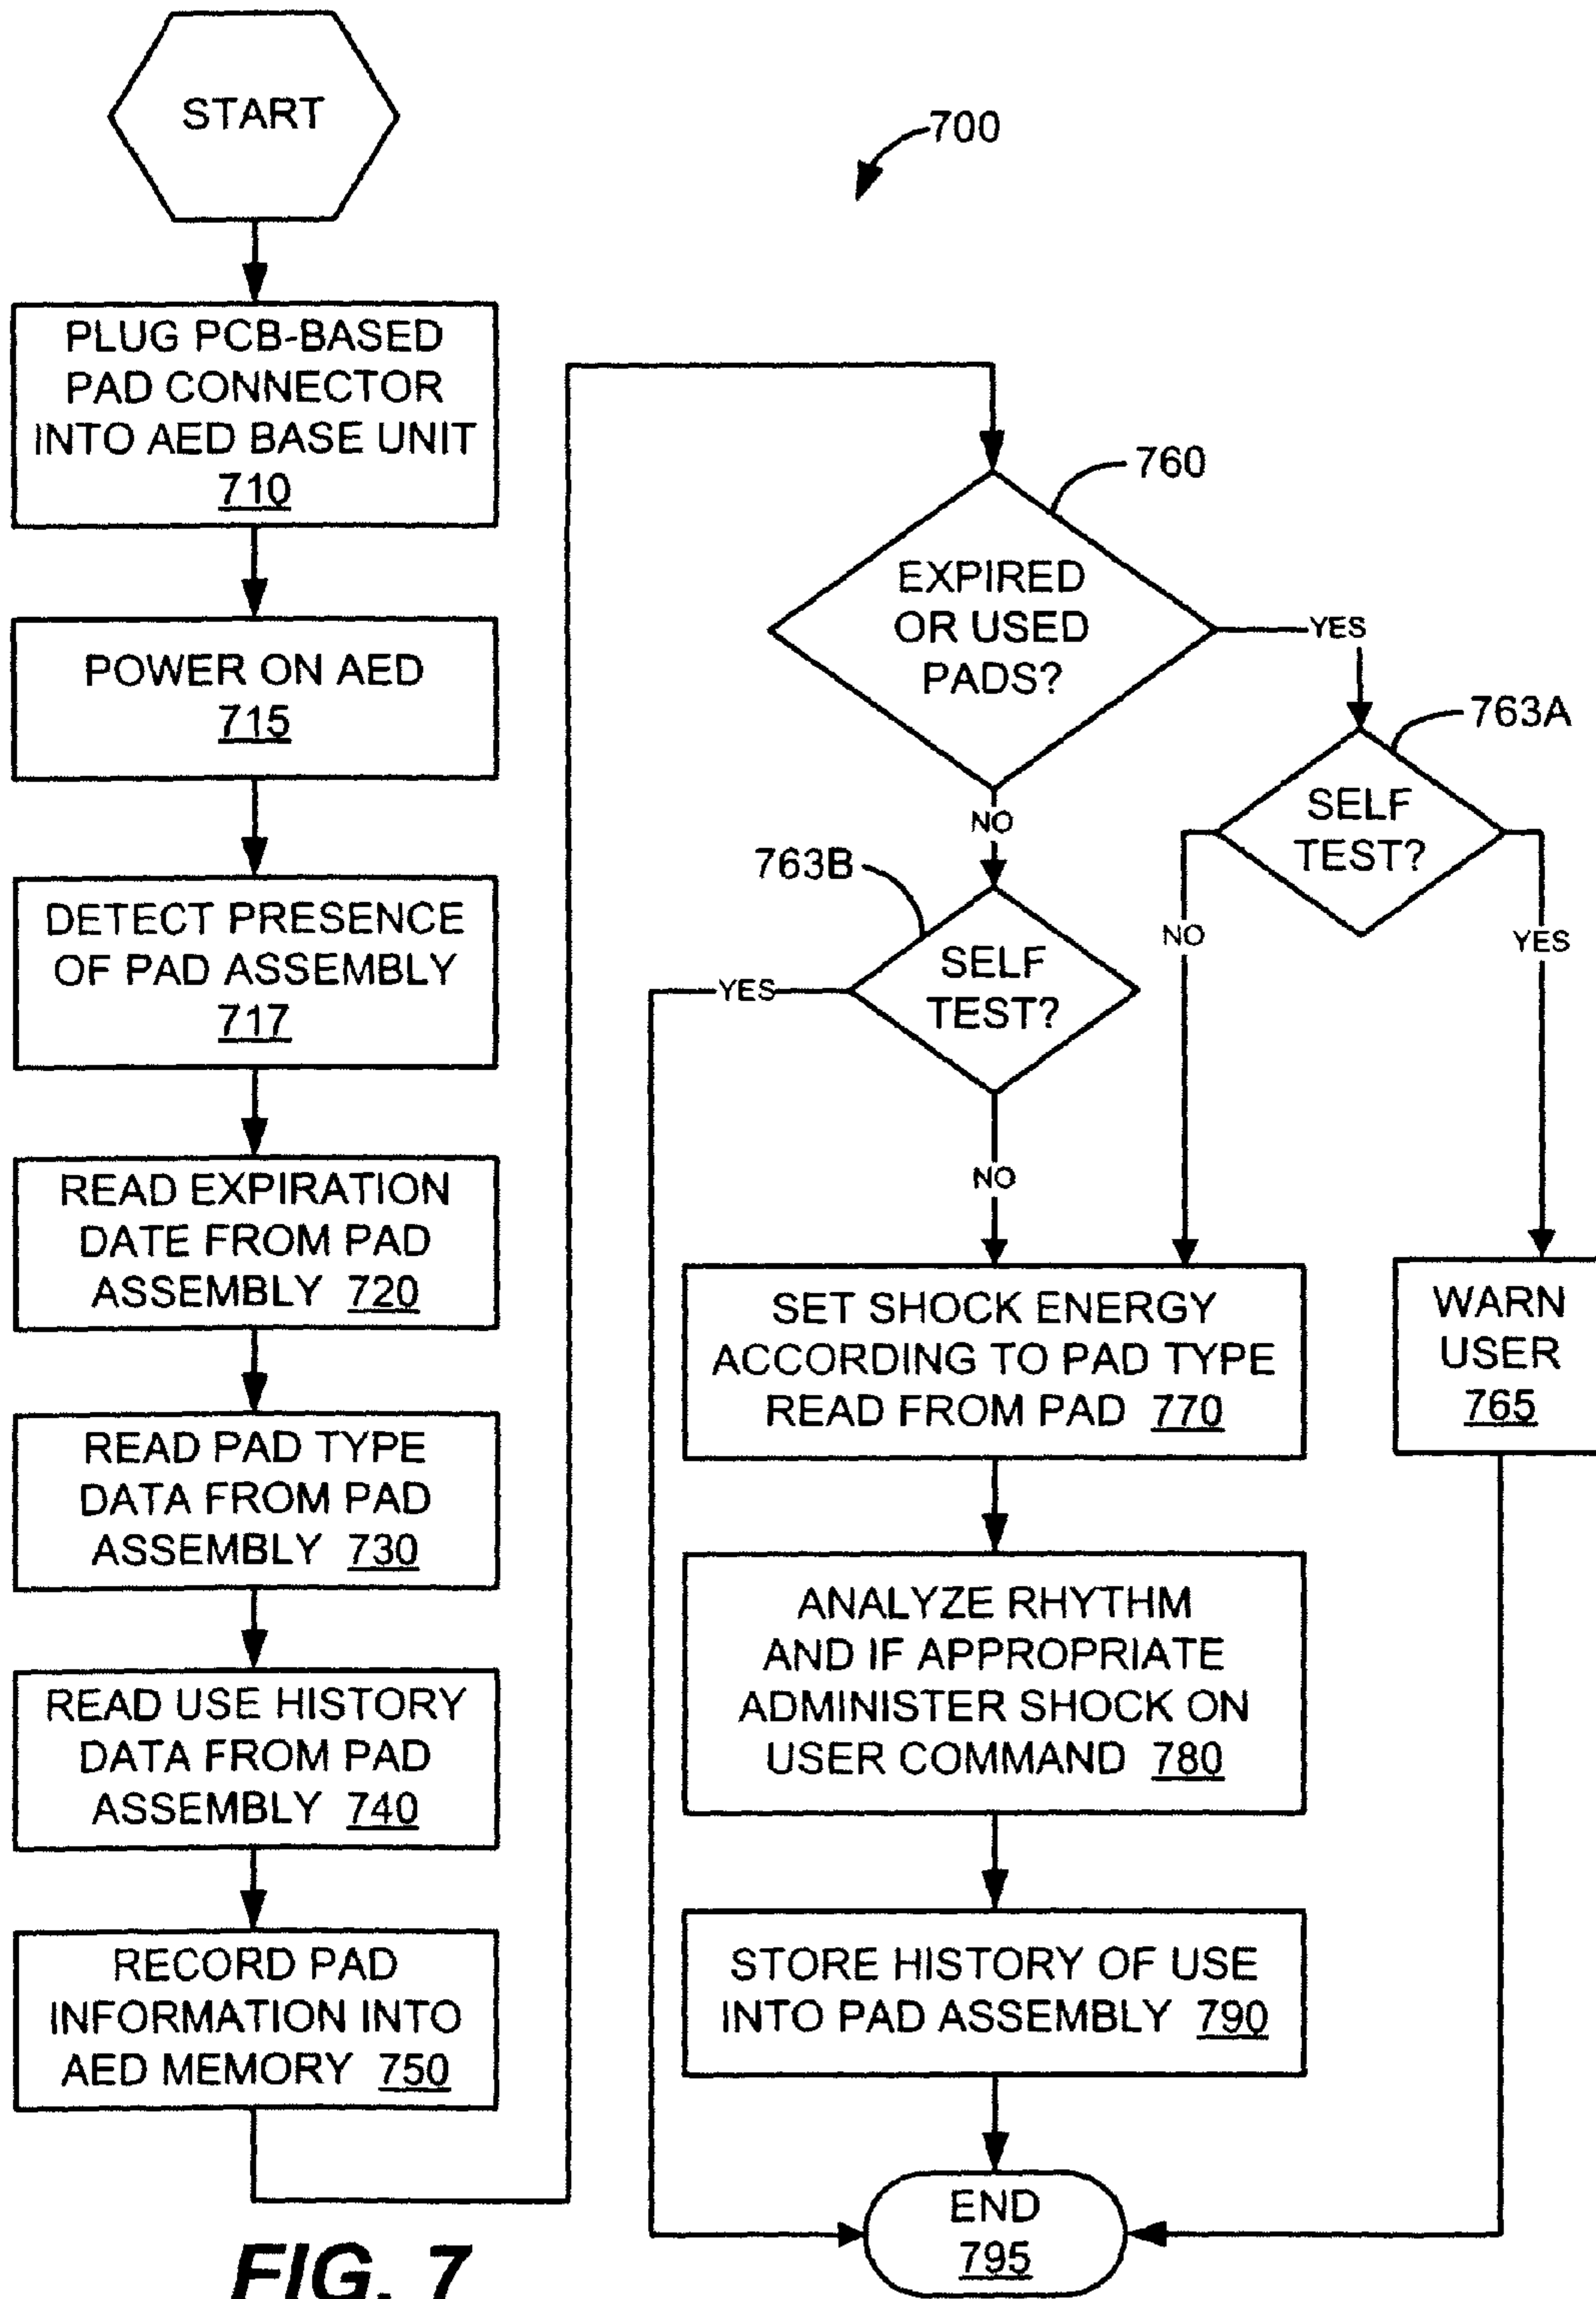 START
PLUG PCB-BASED
PAD CONNECTOR
INTO AED BASE UNIT
710
POWER ON AED
715
DETECT PRESENCE
OF PAD ASSEMBLY
717
READ EXPIRATION
DATE FROM PAD
ASSEMBLY 720
READ PAD TYPE
DATA FROM PAD
ASSEMBLY 730
READ USE HISTORY
DATA FROM PAD
ASSEMBLY 740
RECORD PAD
INFORMATION INTO
AED MEMORY 750
700
760
EXPIRED
OR USED
PADS?
YES
NO
763A
SELF
TEST?
NO
YES
763B
SELF
TEST?
YES
NO
SET SHOCK ENERGY
ACCORDING TO PAD TYPE
READ FROM PAD 770
WARN
USER
765
ANALYZE RHYTHM
AND IF APPROPRIATE
ADMINISTER SHOCK ON
USER COMMAND 780
STORE HISTORY OF USE
INTO PAD ASSEMBLY 790
END
795
FIG. 7